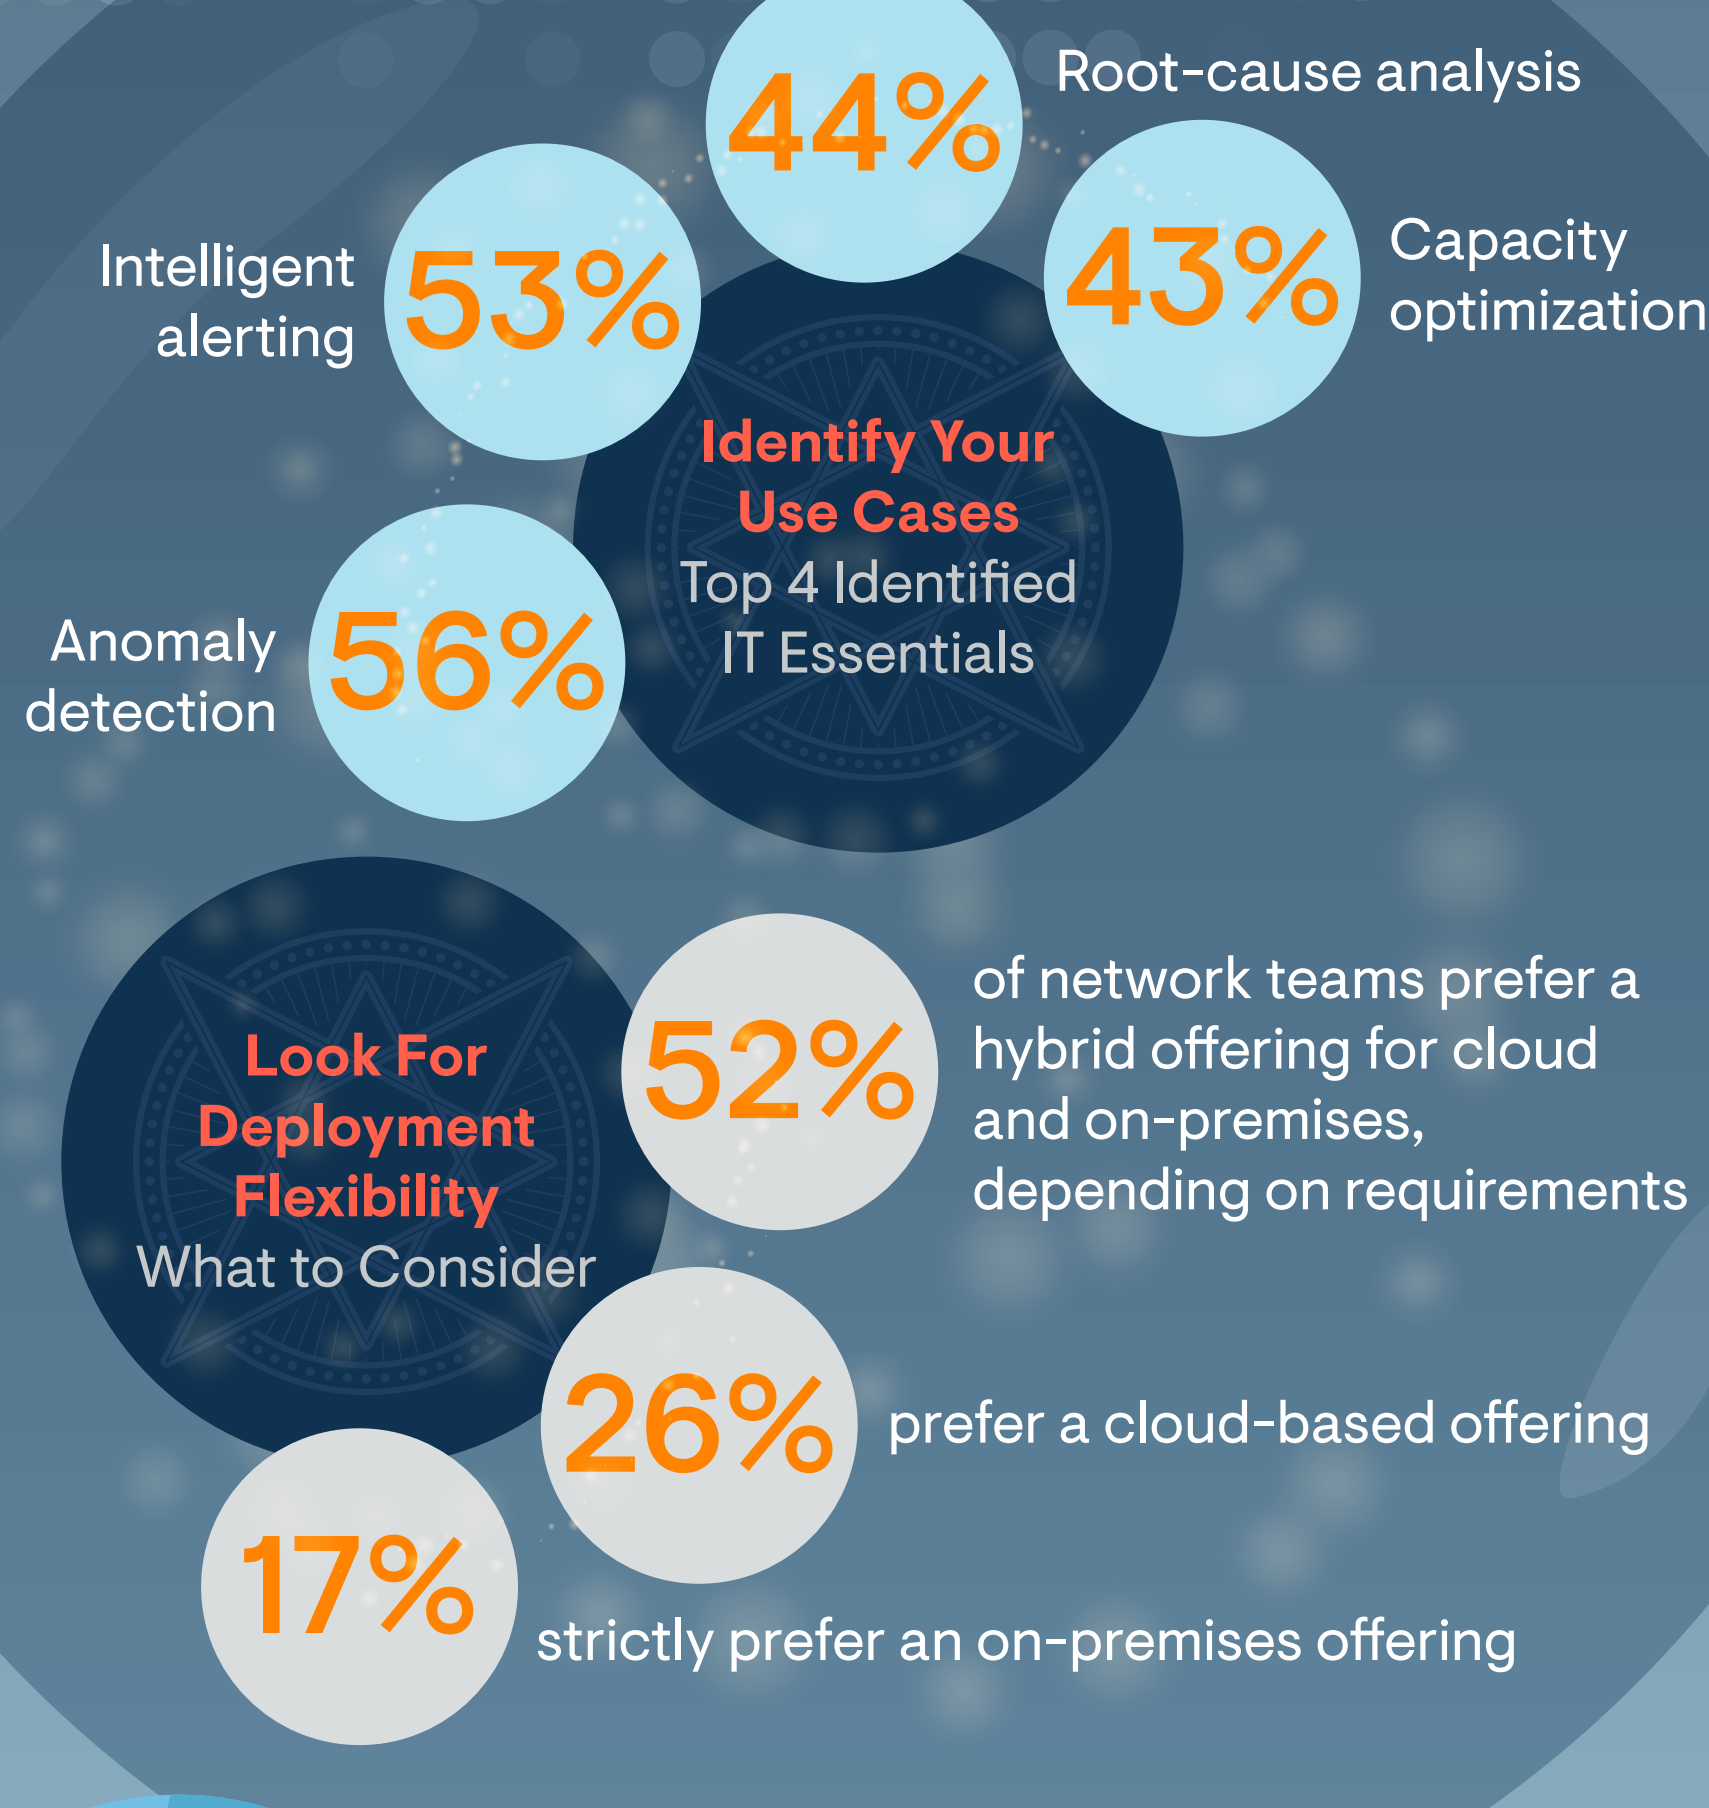 44%
Root-cause analysis
53%
Intelligent
alerting
43%
Capacity
optimization
56%
Anomaly
detection
Identify Your
Use Cases
Top 4 Identified
IT Essentials
Look For
Deployment
Flexibility
What to Consider
52%
of network teams prefer a
hybrid offering for cloud
and on-premises,
depending on requirements
26%
prefer a cloud-based offering
17%
strictly prefer an on-premises offering